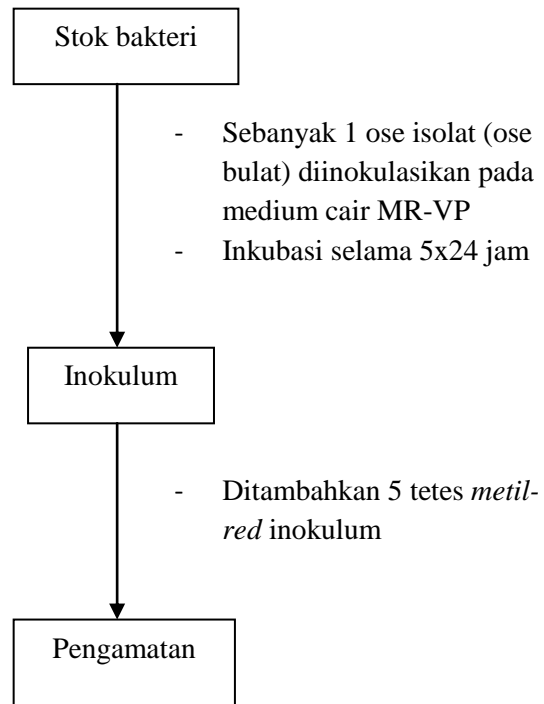 Stok bakteri
- Sebanyak 1 ose isolat (ose
bulat) diinokulasikan pada
medium cair MR-VP
- Inkubasi selama 5x24 jam
Inokulum
- Ditambahkan 5 tetes metil-
red inokulum
Pengamatan